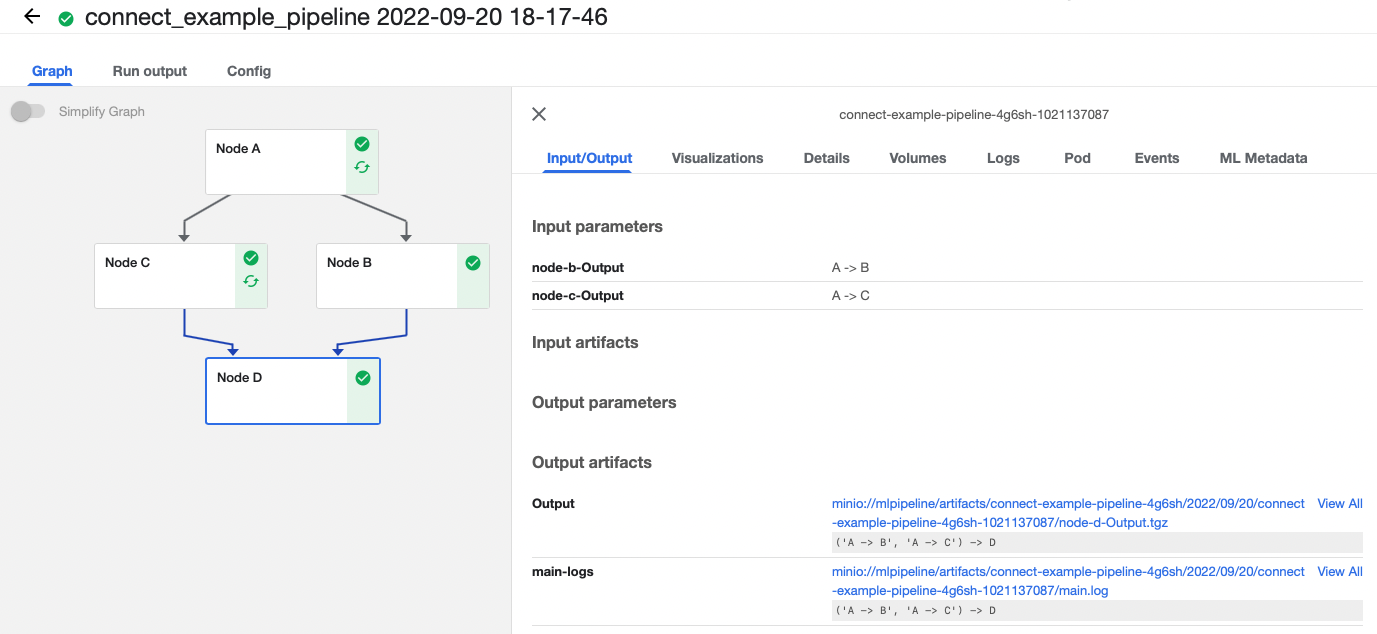 connect_example_pipeline 2022-09-20 18-17-46
Graph Run output Config
Simplify Graph
Node A
Node C
Node B
Node D
connect-example-pipeline-4g6sh-1021137087
Input/Output Visualizations Details Volumes Logs Pod Events ML Metadata
Input parameters
node-b-Output A -> B
node-c-Output A -> C
Input artifacts
Output parameters
Output artifacts
Output minio://mlpipeline/artifacts/connect-example-pipeline-4g6sh/2022/09/20/connect View All
-example-pipeline-4g6sh-1021137087/node-d-Output.tgz
('A -> B', 'A -> C') -> D
main-logs minio://mlpipeline/artifacts/connect-example-pipeline-4g6sh/2022/09/20/connect View All
-example-pipeline-4g6sh-1021137087/main.log
('A -> B', 'A -> C') -> D